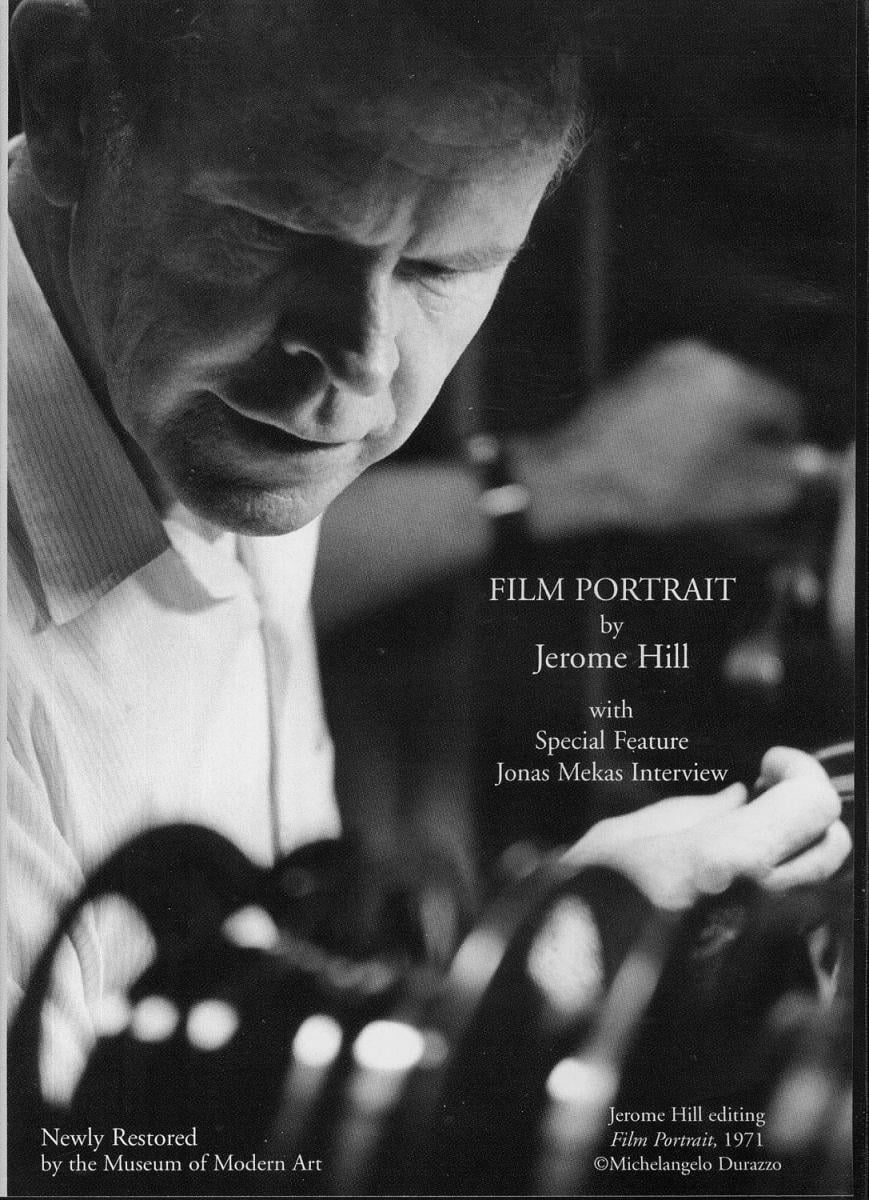 FILM PORTRAIT
by
Jerome Hill
with
Special Feature
Jonas Mekas Interview
Newly Restored
by the Museum of Modern Art
Jerome Hill editing
Film Portrait, 1971
©Michelangelo Durazzo